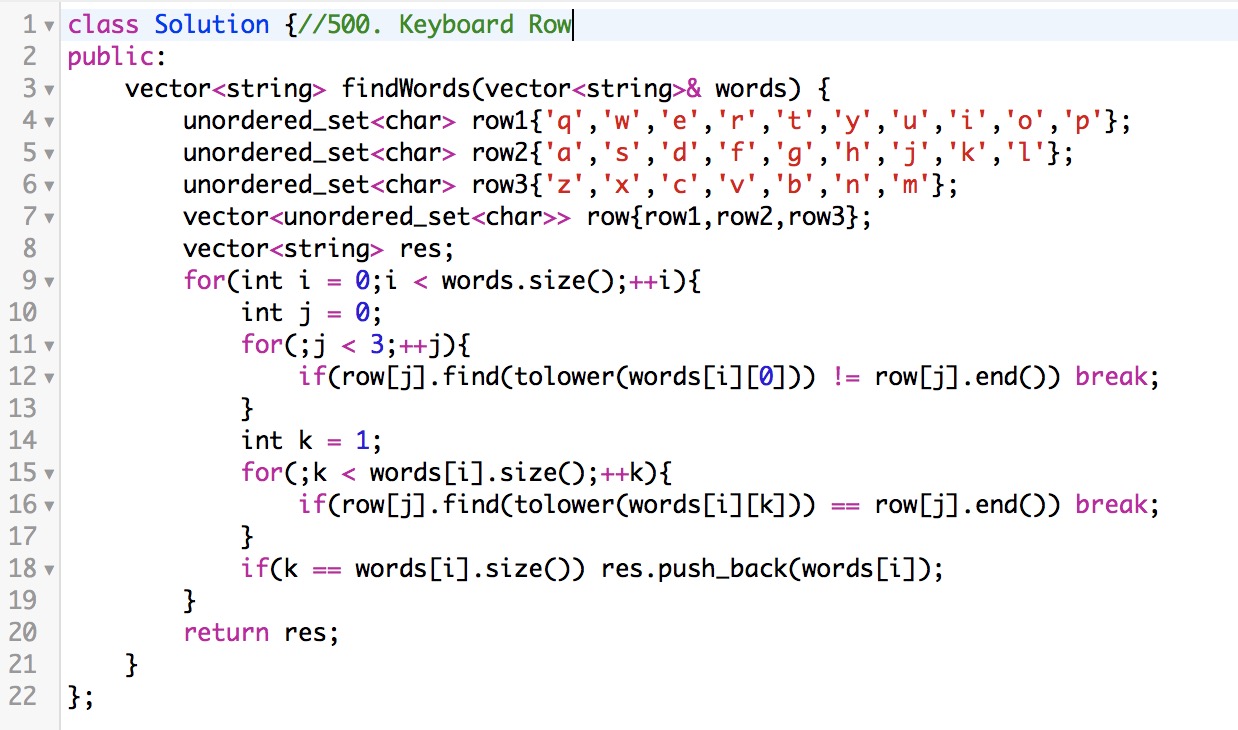 1 class Solution {//500. Keyboard Row
2 public:
3     vector<string> findWords(vector<string>& words) {
4         unordered_set<char> row1{'q','w','e','r','t','y','u','i','o','p'};
5         unordered_set<char> row2{'a','s','d','f','g','h','j','k','l'};
6         unordered_set<char> row3{'z','x','c','v','b','n','m'};
7         vector<unordered_set<char>> row{row1,row2,row3};
8         vector<string> res;
9         for(int i = 0;i < words.size();++i){
10             int j = 0;
11             for(;j < 3;++j){
12                 if(row[j].find(tolower(words[i][0])) != row[j].end()) break;
13             }
14             int k = 1;
15             for(;k < words[i].size();++k){
16                 if(row[j].find(tolower(words[i][k])) == row[j].end()) break;
17             }
18             if(k == words[i].size()) res.push_back(words[i]);
19         }
20         return res;
21     }
22 };